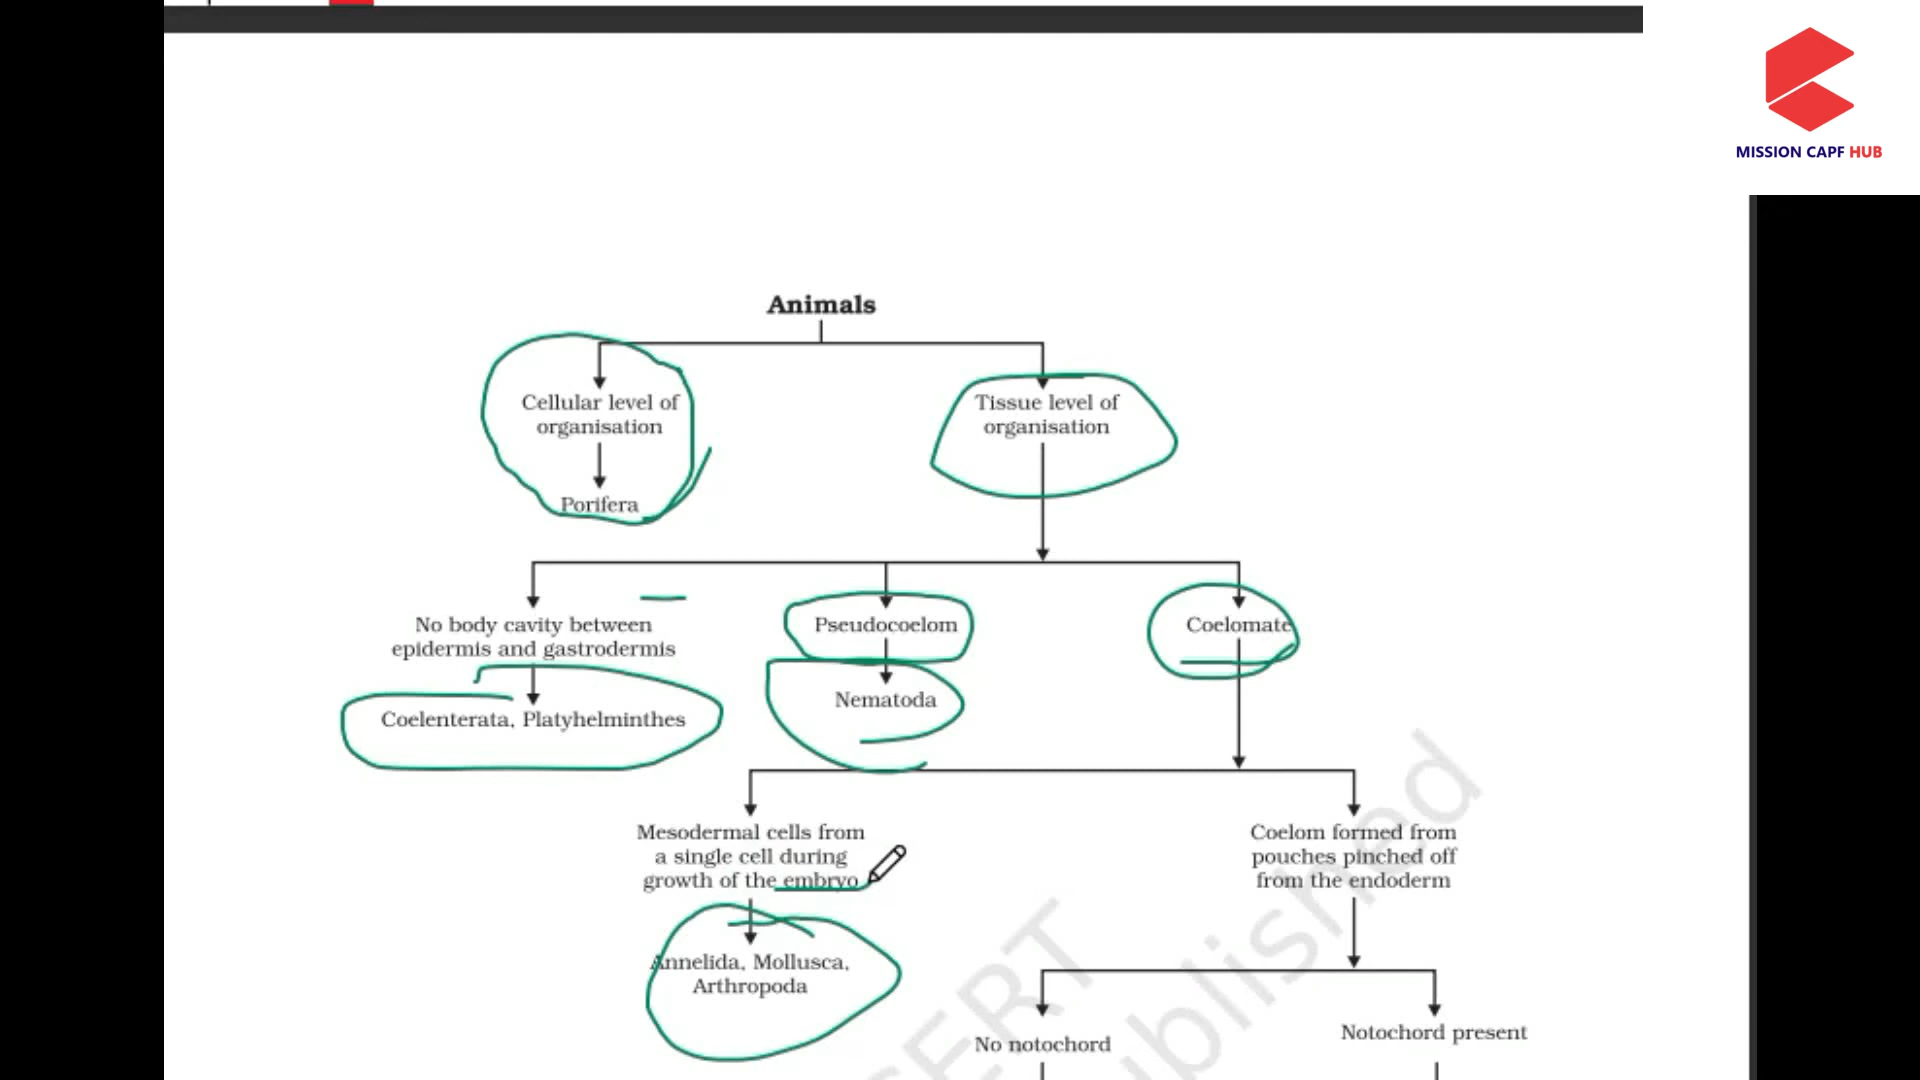 MISSION CAPF HUB
Animals
Cellular level of
organisation
Tissue level of
organisation
Porifera
No body cavity between
epidermis and gastrodermis
Pseudocoelom
Coelomate
Coelenterata, Platyhelminthes
Nematoda
Mesodermal cells from
a single cell during
growth of the embryo
Coelom formed from
pouches pinched off
from the endoderm
Annelida, Mollusca,
Arthropoda
No notochord
Notochord present